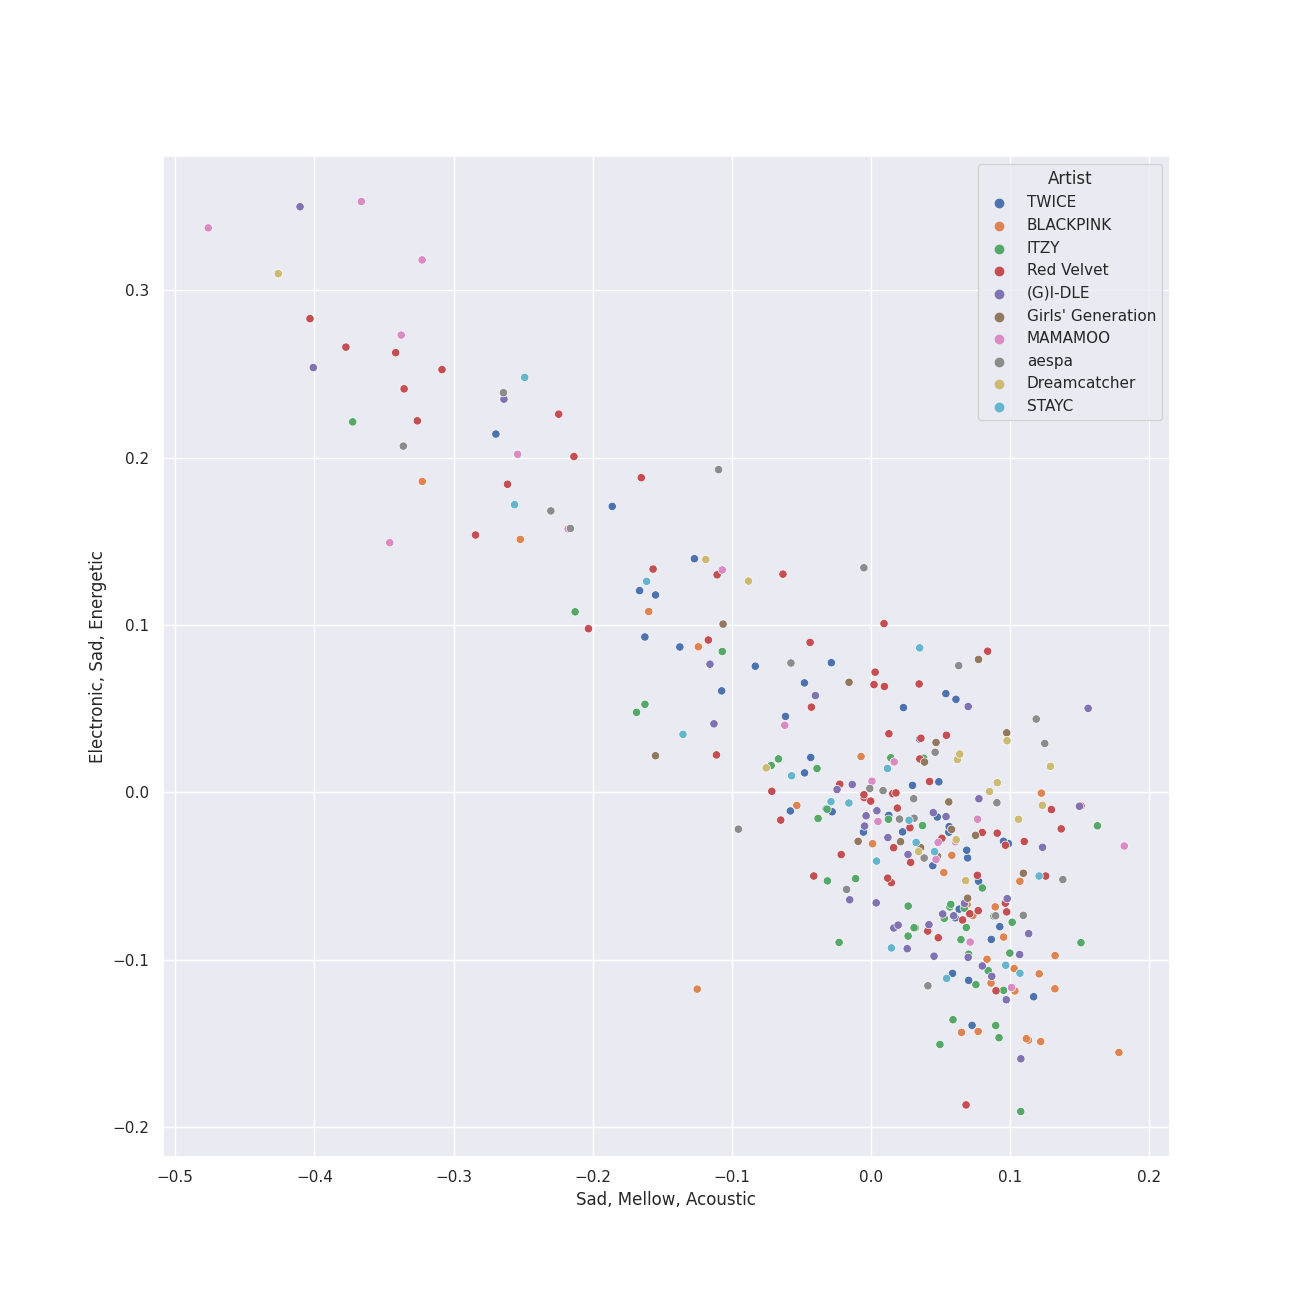 Artist
TWICE
BLACKPINK
ITZY
Red Velvet
(G)I-DLE
Girls' Generation
MAMAMOO
aespa
Dreamcatcher
STAYC
0.3
0.2
0.1
0.0
−0.1
−0.2
Electronic, Sad, Energetic
−0.5
−0.4
−0.3
−0.2
−0.1
0.0
0.1
0.2
Sad, Mellow, Acoustic